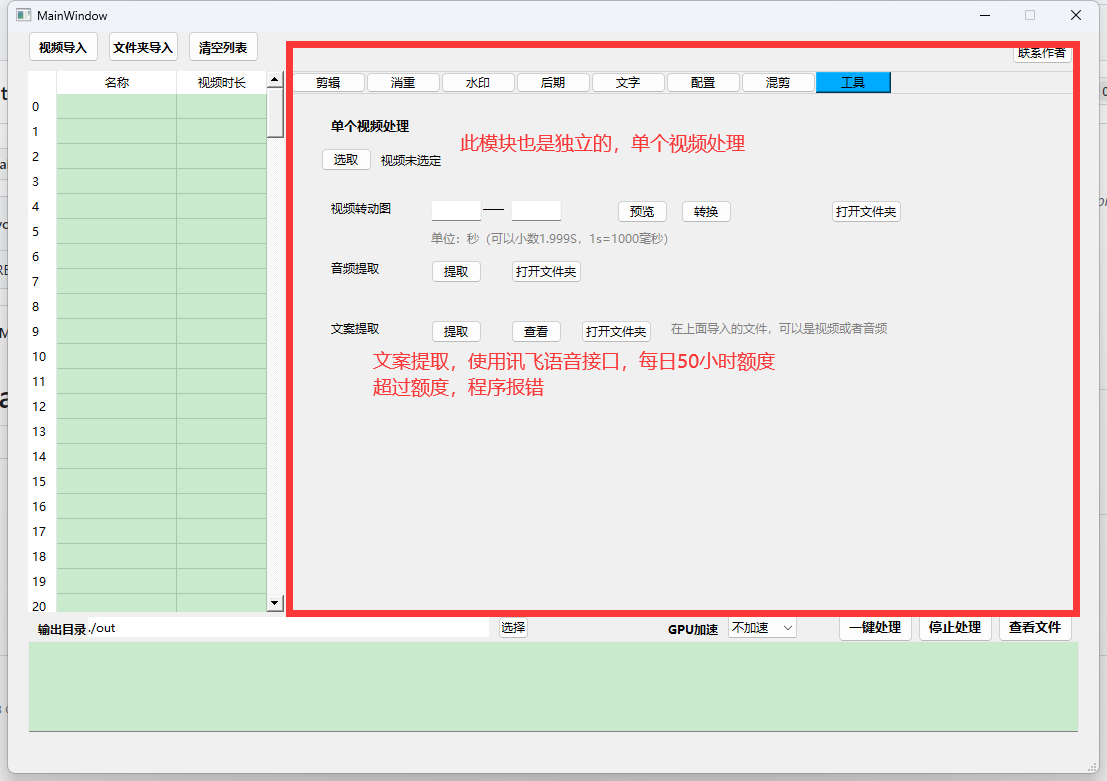 MainWindow
视频导入 文件夹导入 清空列表
联系作者
名称 视频时长
剪辑 消重 水印 后期 文字 配置 混剪 工具
0
1
2
3
4
5
6
7
8
9
10
11
12
13
14
15
16
17
18
19
20
单个视频处理
此模块也是独立的，单个视频处理
选取 视频未选定
视频转动图 预览 转换 打开文件夹
单位：秒（可以小数1.999S，1s=1000毫秒）
音频提取 提取 打开文件夹
文案提取 提取 查看 打开文件夹 在上面导入的文件，可以是视频或者音频
文案提取，使用讯飞语音接口，每日50小时额度
超过额度，程序报错
输出目录 ./out 选择 GPU加速 不加速 一键处理 停止处理 查看文件